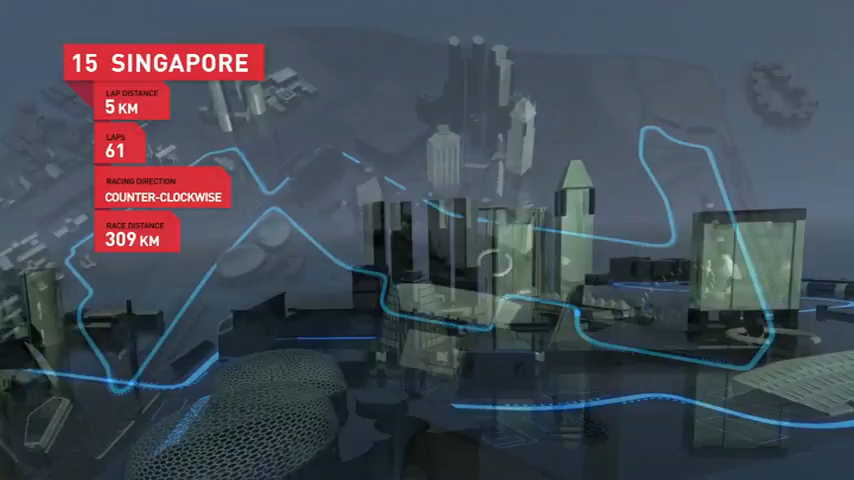 15 SINGAPORE
LAP DISTANCE
5 KM
LAPS
61
RACING DIRECTION
COUNTER-CLOCKWISE
RACE DISTANCE
309 KM